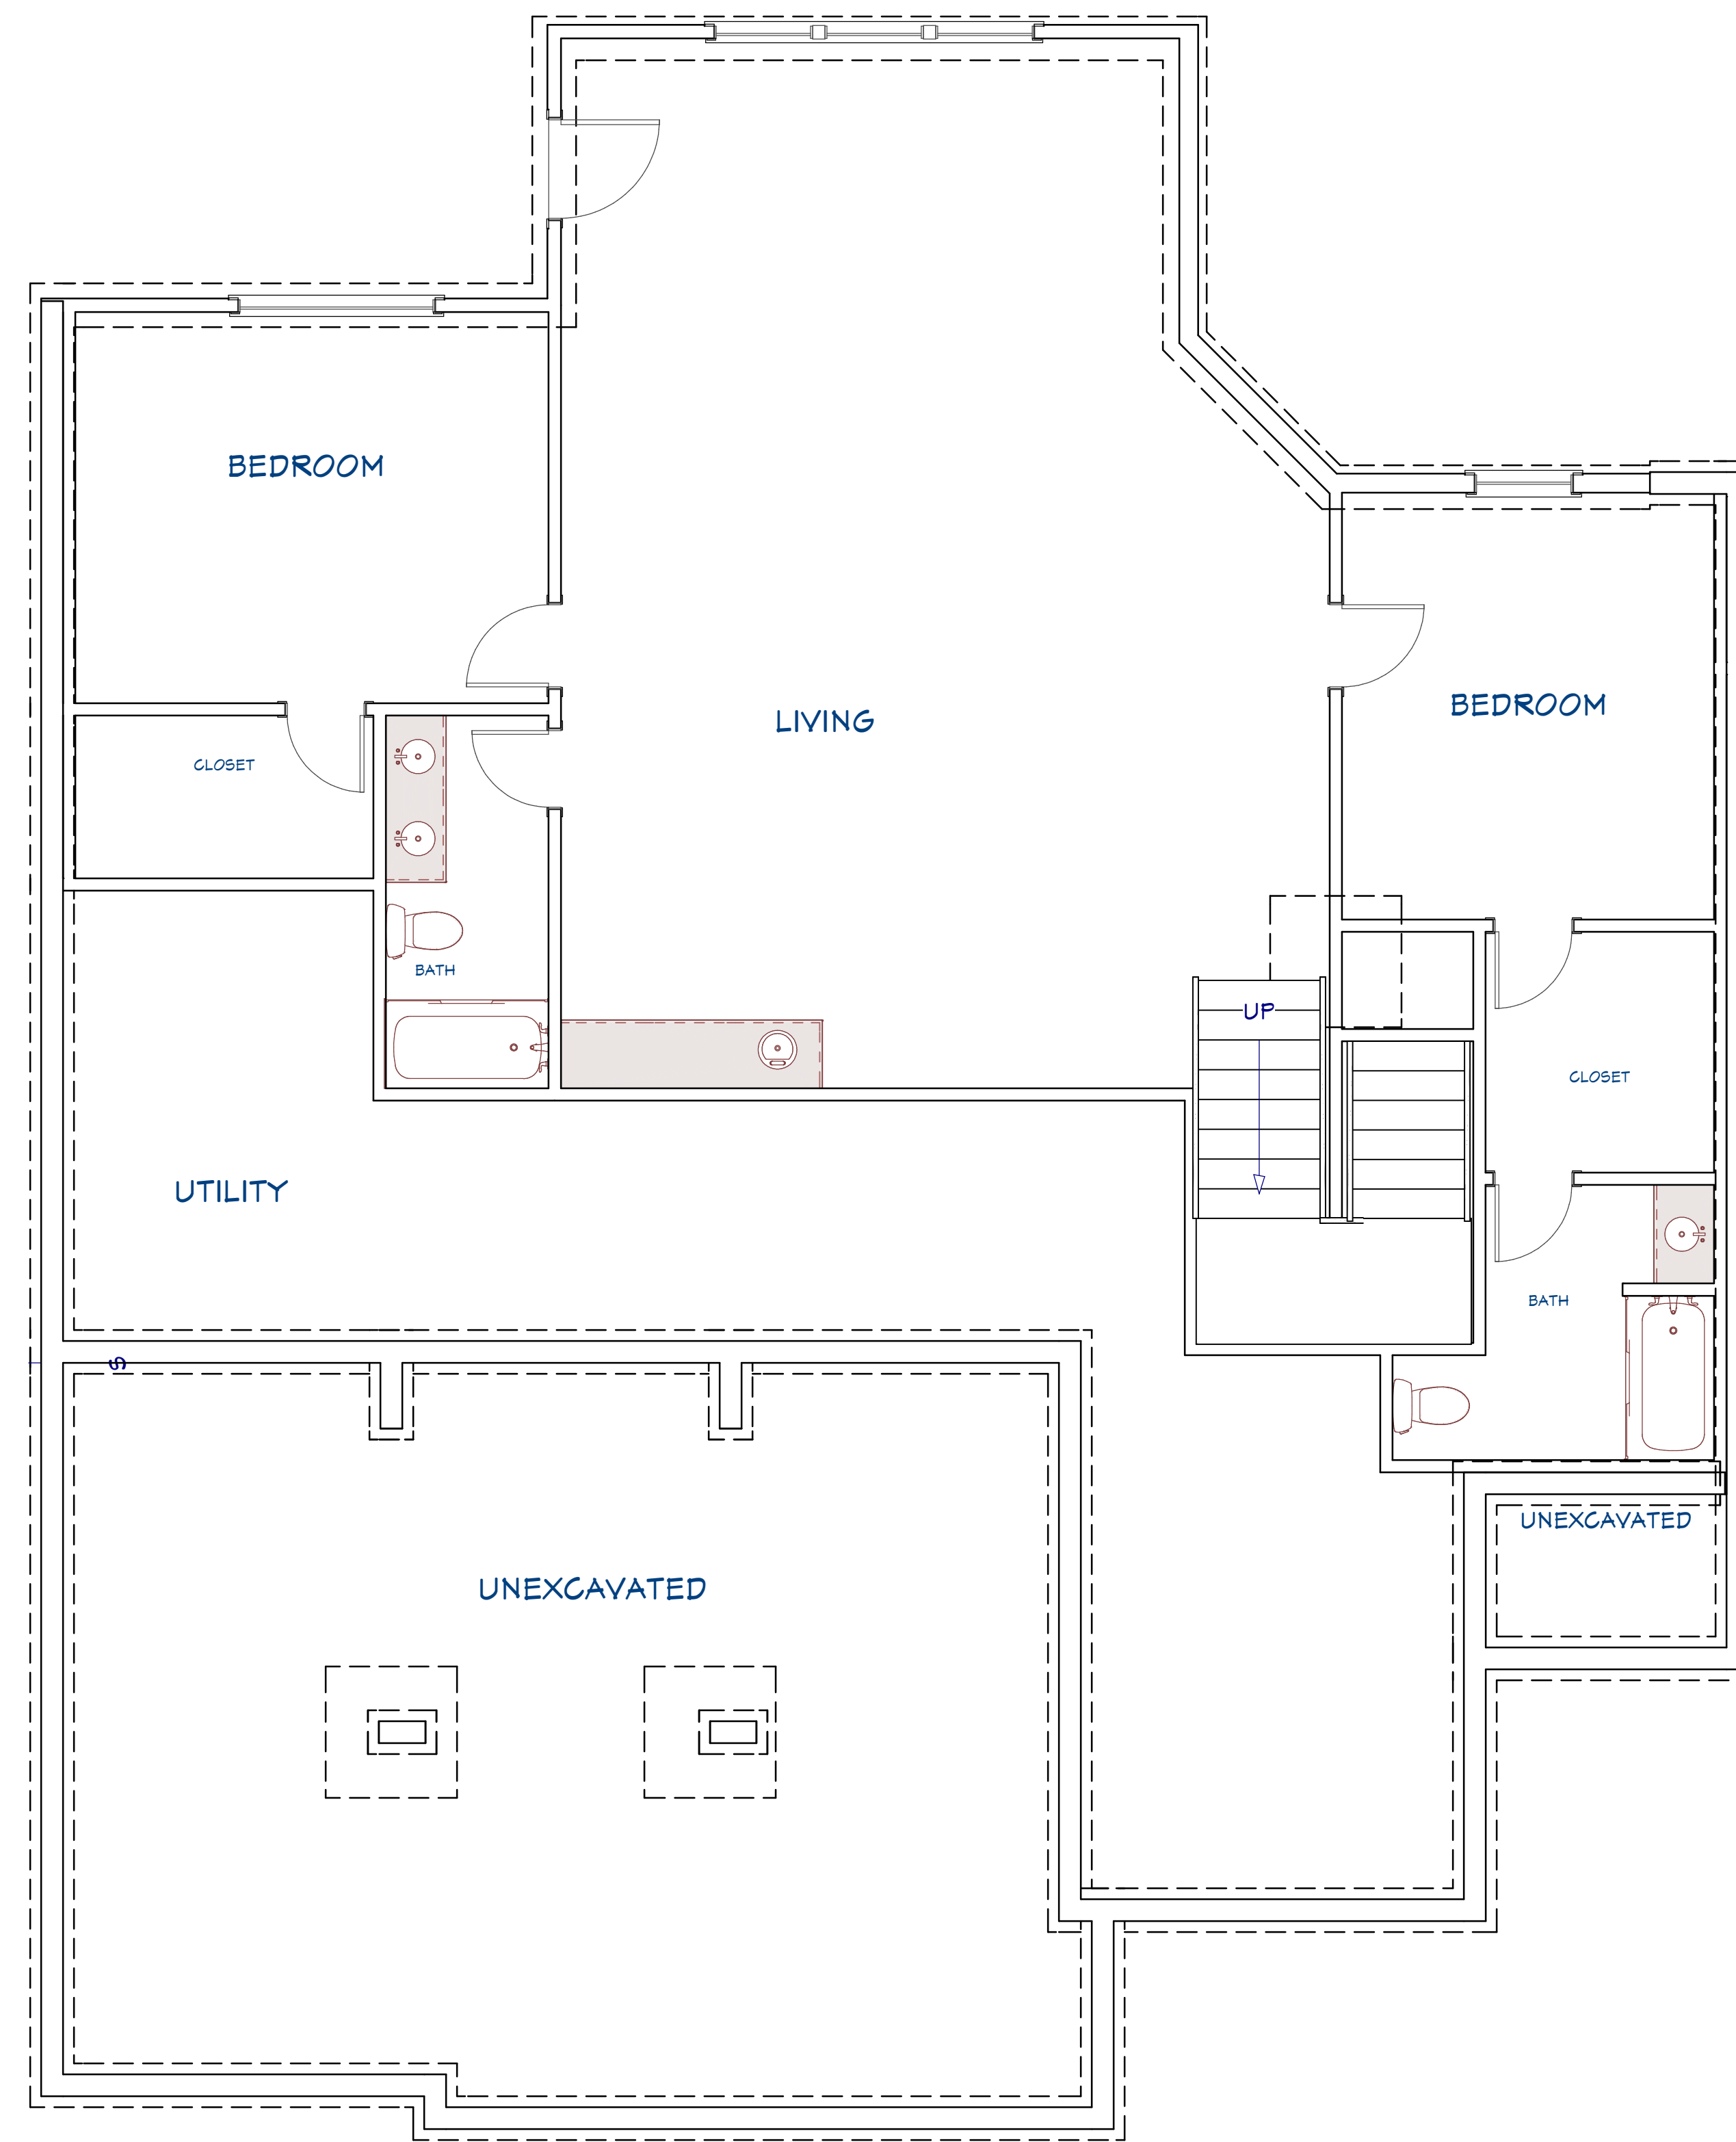 BEDROOM
BEDROOM
LIVING
CLOSET
BATH
UP
CLOSET
UTILITY
BATH
S
UNEXCAVATED
UNEXCAVATED